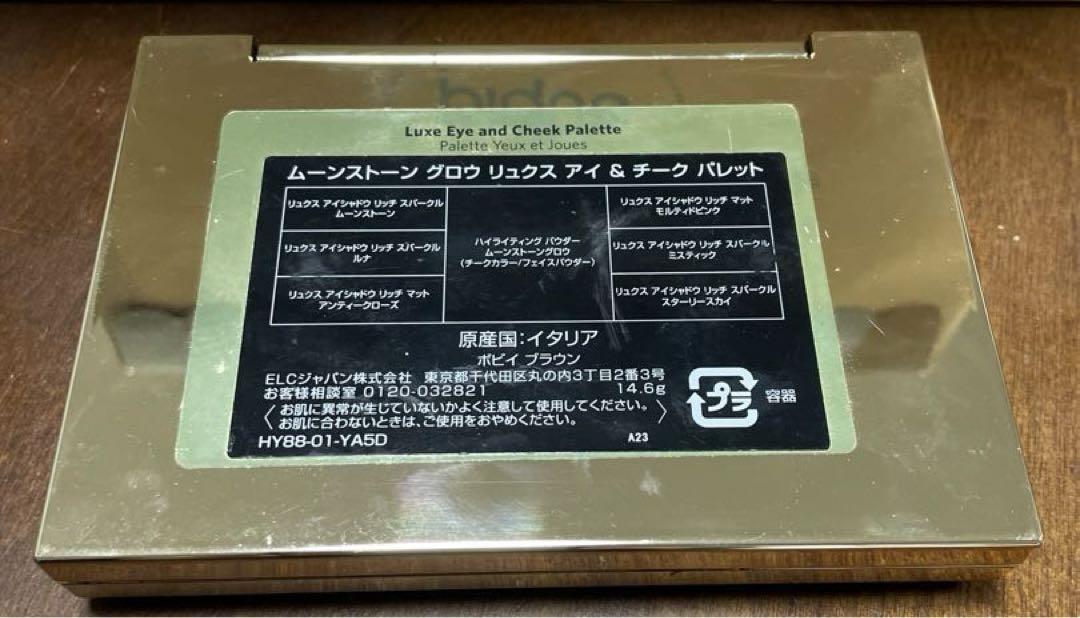 Luxe Eye and Cheek Palette
Palette Yeux et Joues
ムーンストーン グロウ リュクス アイ & チーク パレット
リュクス アイシャドウ リッチ スパークル
ムーンストーン
リュクス アイシャドウ リッチ スパークル
ルナ
リュクス アイシャドウ リッチ マット
アンティークローズ
ハイライティング パウダー
ムーンストーングロウ
(チークカラー/フェイスパウダー)
リュクス アイシャドウ リッチ マット
モルティドピンク
リュクス アイシャドウ リッチ スパークル
ミスティック
リュクス アイシャドウ リッチ スパークル
スターリースカイ
原産国:イタリア
ボビイ ブラウン
ELCジャパン株式会社 東京都千代田区丸の内3丁目2番3号
お客様相談室 0120-032821 14.6g
〈お肌に異常が生じていないかよく注意して使用してください。
お肌に合わないときは、ご使用をおやめください。〉
HY88-01-YA5D A23
プラ 容器